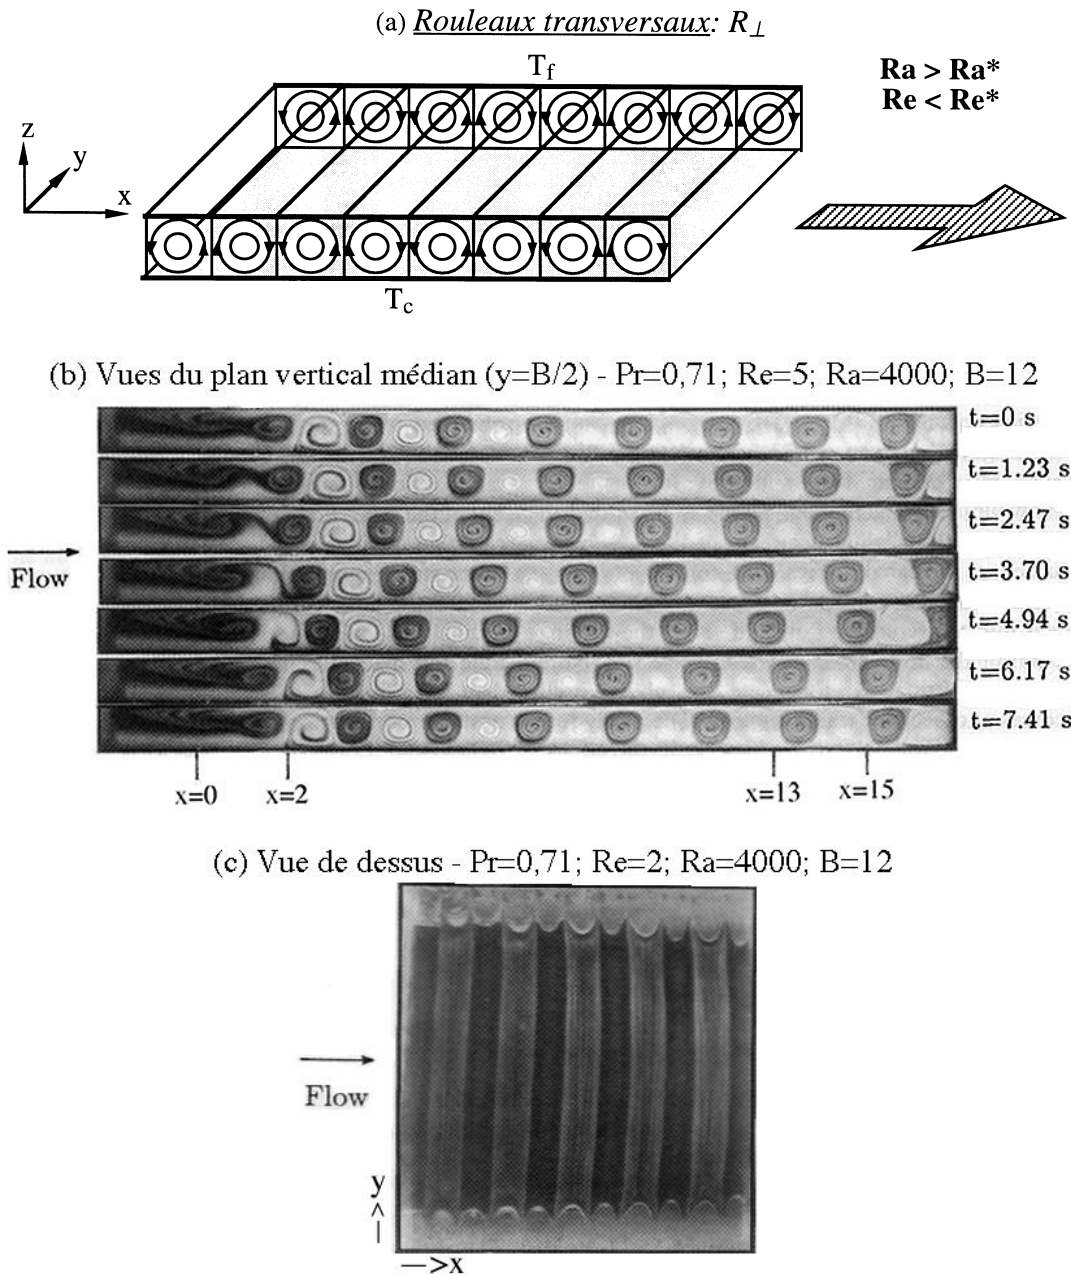 (a) Rouleaux transversaux: R⊥
Tf
Ra > Ra*
Re < Re*
z
y
x
Tc
(b) Vues du plan vertical médian (y=B/2) - Pr=0,71; Re=5; Ra=4000; B=12
t=0 s
t=1.23 s
t=2.47 s
Flow
t=3.70 s
t=4.94 s
t=6.17 s
t=7.41 s
x=0 x=2 x=13 x=15
(c) Vue de dessus - Pr=0,71; Re=2; Ra=4000; B=12
Flow
y
—>x